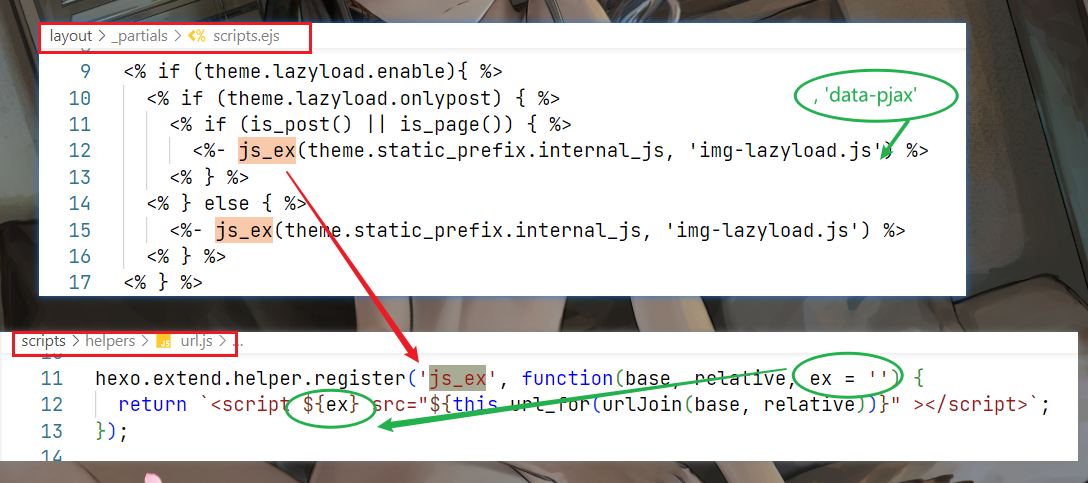 layout > _partials > <% scripts.ejs
9 <% if (theme.lazyload.enable){ %>
10 <% if (theme.lazyload.onlypost) { %>
, 'data-pjax'
11 <% if (is_post() || is_page()) { %>
12 <%- js_ex(theme.static_prefix.internal_js, 'img-lazyload.js') %>
13 <% } %>
14 <% } else { %>
15 <%- js_ex(theme.static_prefix.internal_js, 'img-lazyload.js') %>
16 <% } %>
17 <% } %>
scripts > helpers > JS url.js > ...
11 hexo.extend.helper.register('js_ex', function(base, relative, ex = '') {
12 return `<script ${ex} src="${this.url_for(urlJoin(base, relative))}" ></script>`;
13 });
14